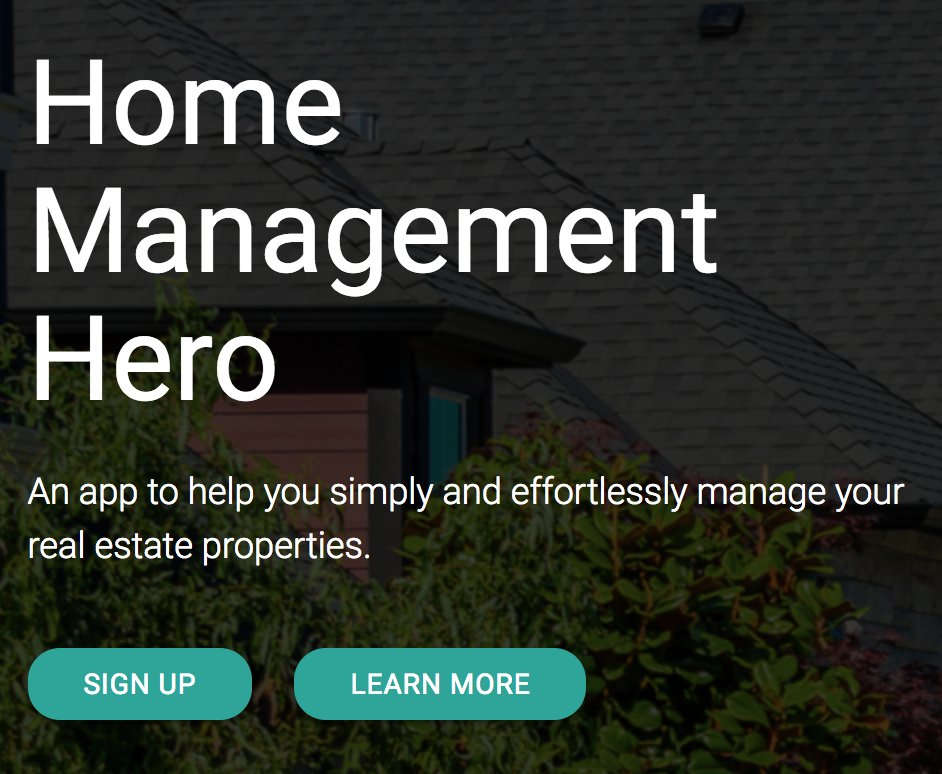 Home
Management
Hero
An app to help you simply and effortlessly manage your
real estate properties.
SIGN UP
LEARN MORE